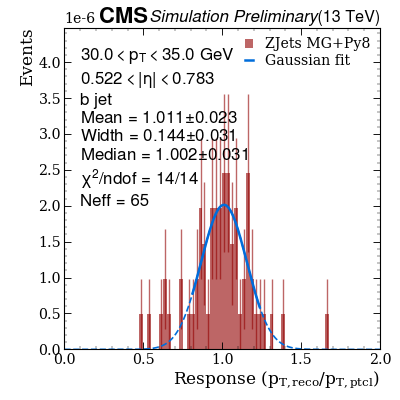 1e-6 CMS Simulation Preliminary (13 TeV)
Events
30.0 < p_T < 35.0 GeV
0.522 < |η| < 0.783
b jet
Mean = 1.011±0.023
Width = 0.144±0.031
Median = 1.002±0.031
χ²/ndof = 14/14
Neff = 65
ZJets MG+Py8
Gaussian fit
4.0
3.5
3.0
2.5
2.0
1.5
1.0
0.5
0.0
0.0 0.5 1.0 1.5 2.0
Response (p_T,reco/p_T,ptcl)